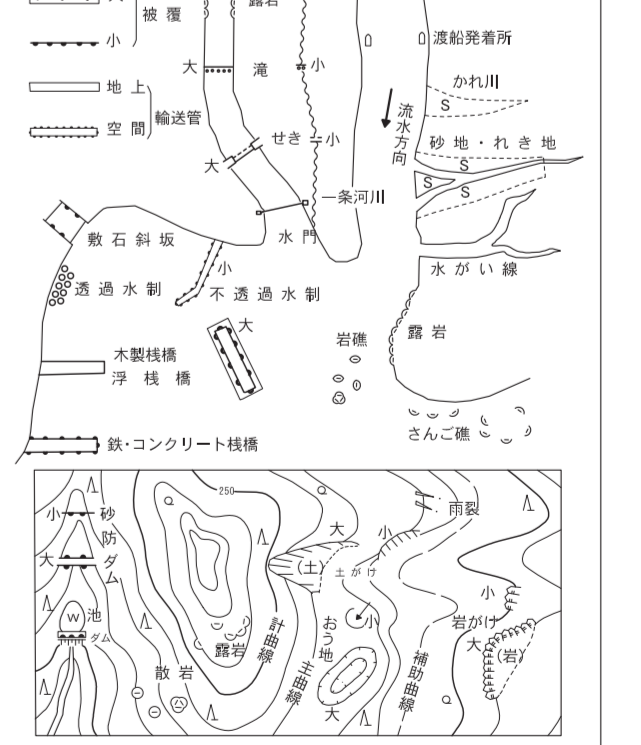 被覆
小
地上
空間
輸送管
露岩
大
滝
小
せき
小
大
一条河川
水門
渡船発着所
かれ川
S
流水方向
砂地・れき地
S
S
S
水がい線
敷石斜坂
小
透過水制
不透過水制
大
岩礁
露岩
木製桟橋
浮桟橋
さんご礁
鉄・コンクリート桟橋
250
小
砂防ダム
大
W
池
ダム
露岩
散岩
計曲線
主曲線
大
(土)
土がけ
小
雨裂
おう地
小
大
補助曲線
小
岩がけ
大
(岩)